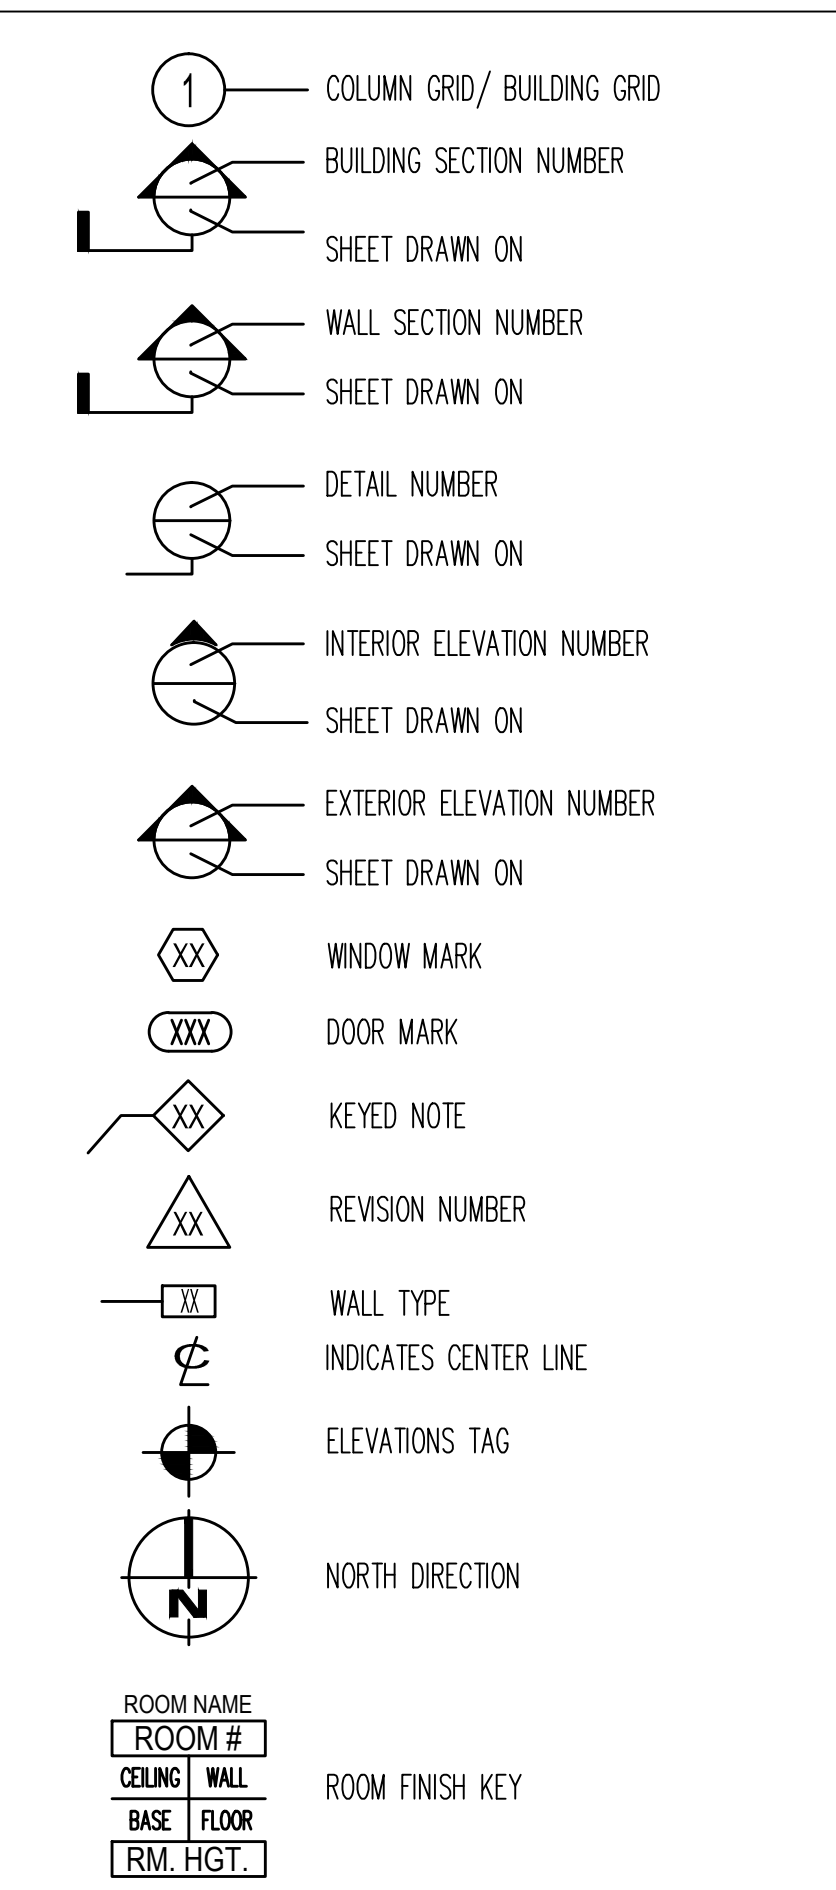 1 COLUMN GRID/ BUILDING GRID
BUILDING SECTION NUMBER
SHEET DRAWN ON
WALL SECTION NUMBER
SHEET DRAWN ON
DETAIL NUMBER
SHEET DRAWN ON
INTERIOR ELEVATION NUMBER
SHEET DRAWN ON
EXTERIOR ELEVATION NUMBER
SHEET DRAWN ON
XX WINDOW MARK
XXX DOOR MARK
XX KEYED NOTE
XX REVISION NUMBER
XX WALL TYPE
℄ INDICATES CENTER LINE
ELEVATIONS TAG
N NORTH DIRECTION
ROOM NAME
ROOM #
CEILING WALL
ROOM FINISH KEY
BASE FLOOR
RM. HGT.